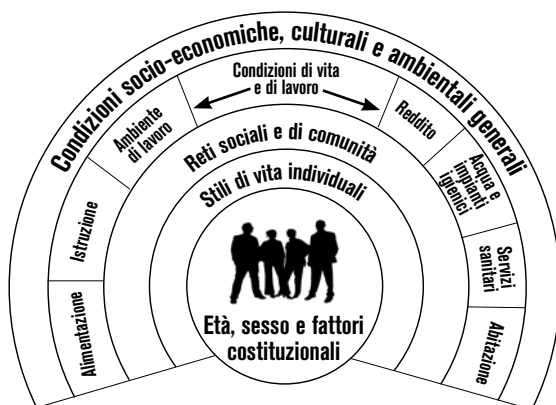 Condizioni socio-economiche, culturali e ambientali generali
Condizioni di vita
e di lavoro
Alimentazione
Istruzione
Ambiente
di lavoro
Reddito
Acqua e
impianti
igienici
Servizi
sanitari
Abitazione
Reti sociali e di comunità
Stili di vita individuali
Età, sesso e fattori
costituzionali